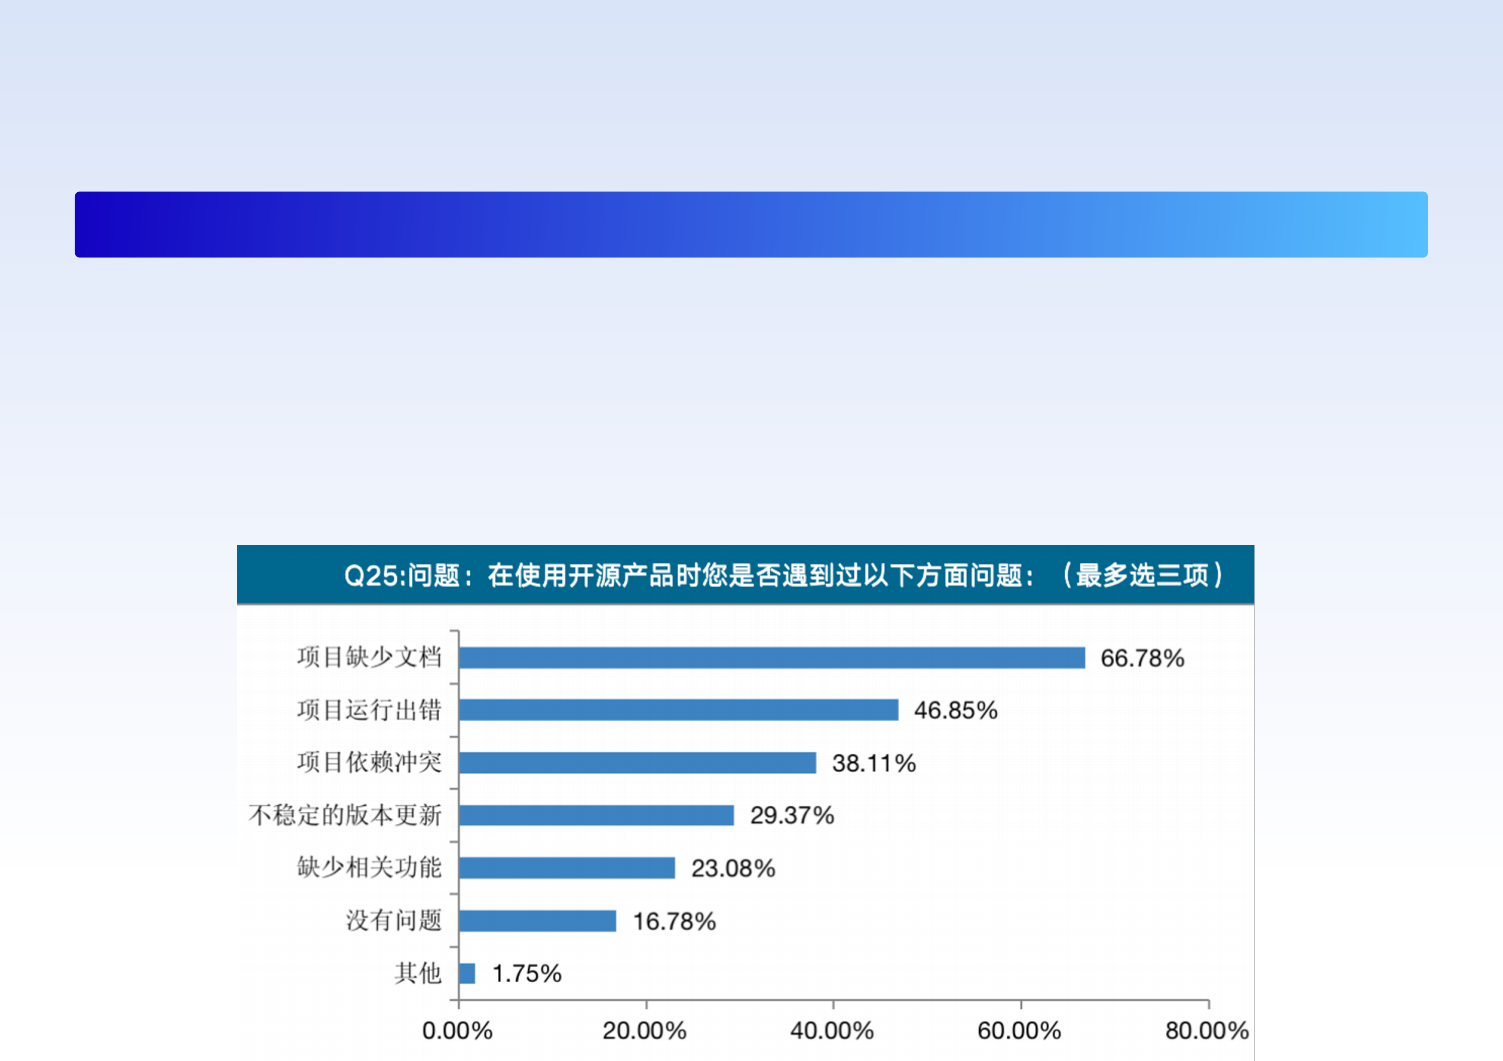 Q25:问题：在使用开源产品时您是否遇到过以下方面问题：（最多选三项）
项目缺少文档 66.78%
项目运行出错 46.85%
项目依赖冲突 38.11%
不稳定的版本更新 29.37%
缺少相关功能 23.08%
没有问题 16.78%
其他 1.75%
0.00% 20.00% 40.00% 60.00% 80.00%